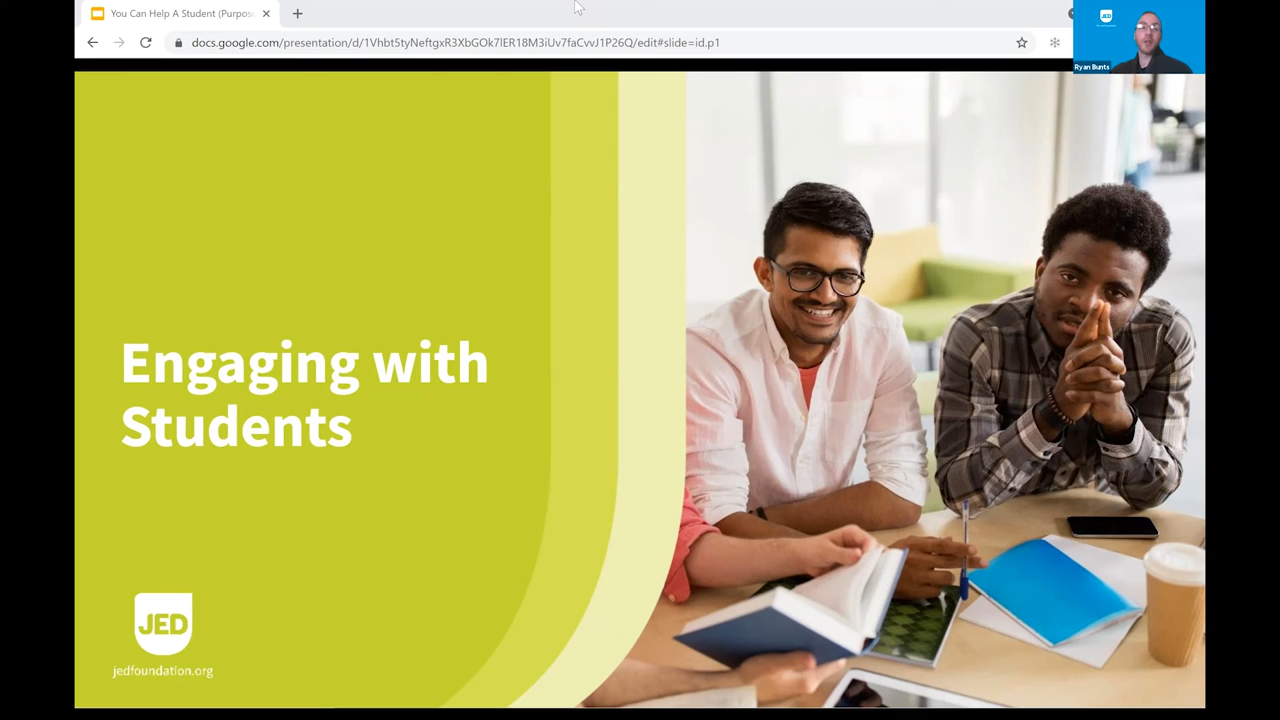 You Can Help A Student (Purpos
docs.google.com/presentation/d/1Vhbt5tyNeftgxR3XbGOk7lER18M3iUv7faCvvJ1P26Q/edit#slide=id.p1
JED
Ryan Bunts
Engaging with
Students
JED
jedfoundation.org